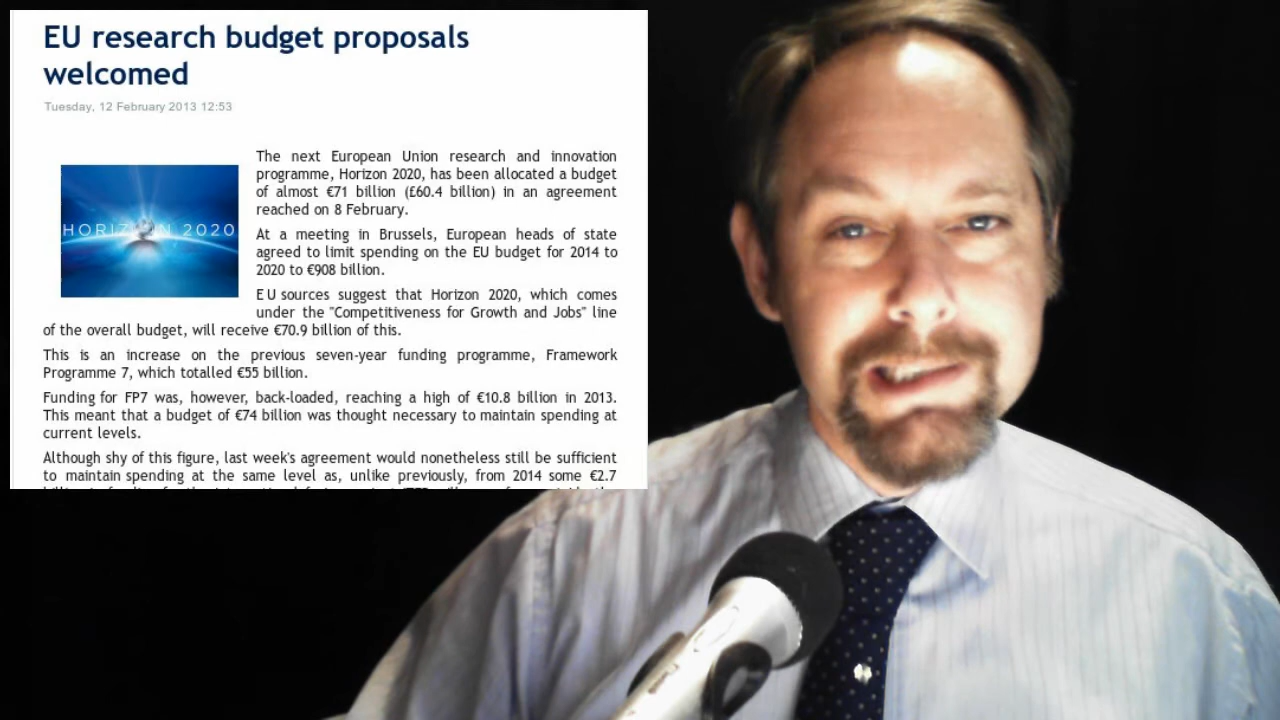 EU research budget proposals
welcomed
Tuesday, 12 February 2013 12:53
The next European Union research and innovation
programme, Horizon 2020, has been allocated a budget
of almost €71 billion (£60.4 billion) in an agreement
reached on 8 February.
HORIZON 2020
At a meeting in Brussels, European heads of state
agreed to limit spending on the EU budget for 2014 to
2020 to €908 billion.
EU sources suggest that Horizon 2020, which comes
under the "Competitiveness for Growth and Jobs" line
of the overall budget, will receive €70.9 billion of this.
This is an increase on the previous seven-year funding programme, Framework
Programme 7, which totalled €55 billion.
Funding for FP7 was, however, back-loaded, reaching a high of €10.8 billion in 2013.
This meant that a budget of €74 billion was thought necessary to maintain spending at
current levels.
Although shy of this figure, last week's agreement would nonetheless still be sufficient
to maintain spending at the same level as, unlike previously, from 2014 some €2.7